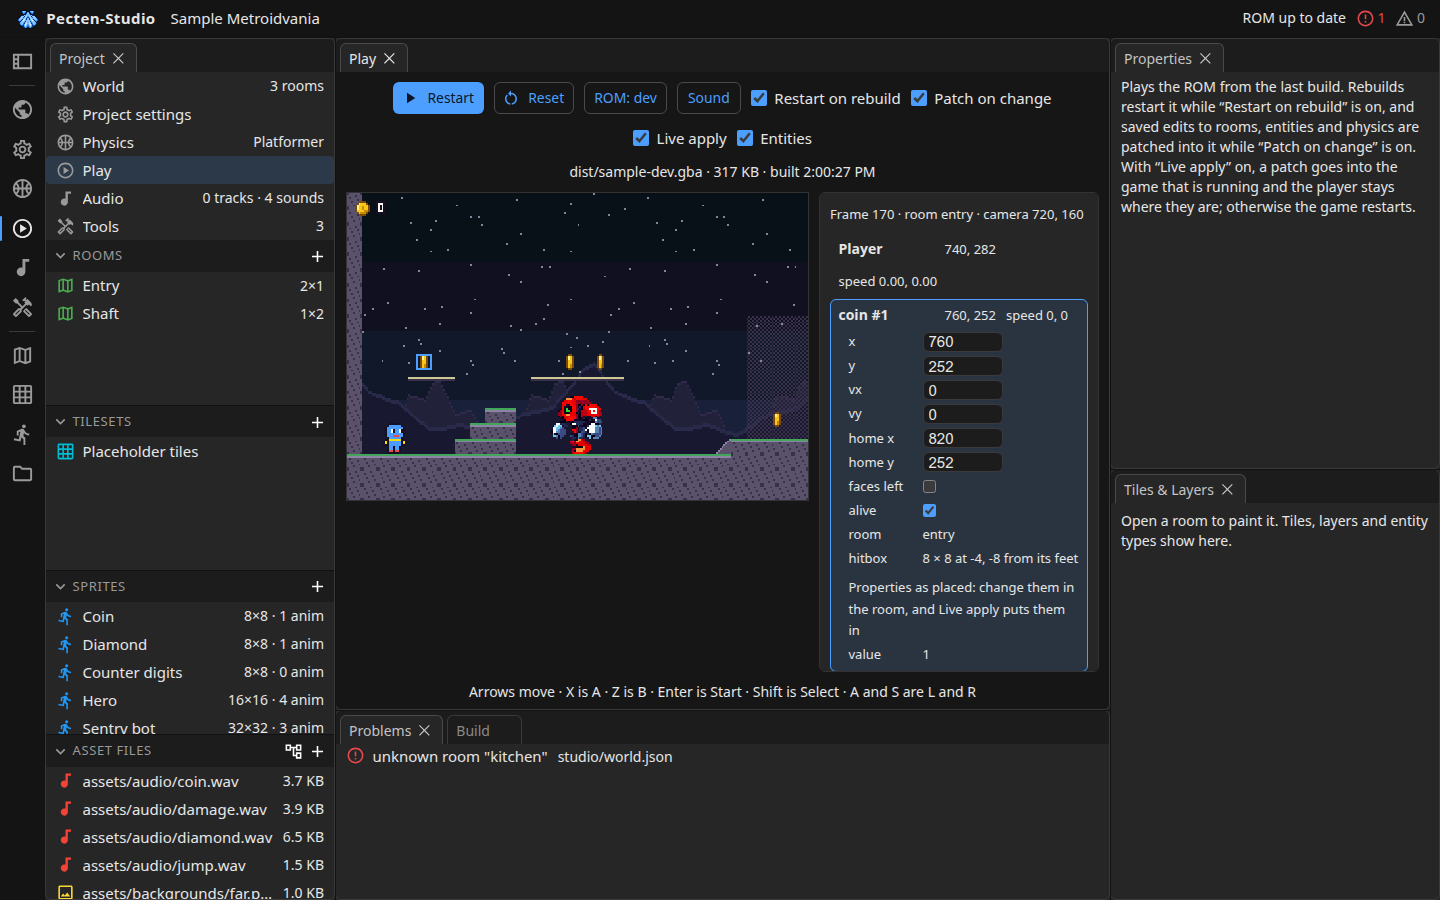 Pecten-Studio Sample Metroidvania ROM up to date 1 0
Project
World 3 rooms
Project settings
Physics Platformer
Play
Audio 0 tracks · 4 sounds
Tools 3
ROOMS
Entry 2×1
Shaft 1×2
TILESETS
Placeholder tiles
SPRITES
Coin 8×8 · 1 anim
Diamond 8×8 · 1 anim
Counter digits 8×8 · 0 anim
Hero 16×16 · 4 anim
Sentry bot 32×32 · 3 anim
ASSET FILES
assets/audio/coin.wav 3.7 KB
assets/audio/damage.wav 3.9 KB
assets/audio/diamond.wav 6.5 KB
assets/audio/jump.wav 1.5 KB
assets/backgrounds/far.p... 1.0 KB
Play
Restart Reset ROM: dev Sound Restart on rebuild Patch on change
Live apply Entities
dist/sample-dev.gba · 317 KB · built 2:00:27 PM
0
Frame 170 · room entry · camera 720, 160
Player 740, 282
speed 0.00, 0.00
coin #1 760, 252 speed 0, 0
x 760
y 252
vx 0
vy 0
home x 820
home y 252
faces left
alive
room entry
hitbox 8 × 8 at -4, -8 from its feet
Properties as placed: change them in
the room, and Live apply puts them
in
value 1
Arrows move · X is A · Z is B · Enter is Start · Shift is Select · A and S are L and R
Problems Build
unknown room "kitchen" studio/world.json
Properties
Plays the ROM from the last build. Rebuilds
restart it while “Restart on rebuild” is on, and
saved edits to rooms, entities and physics are
patched into it while “Patch on change” is on.
With “Live apply” on, a patch goes into the
game that is running and the player stays
where they are; otherwise the game restarts.
Tiles & Layers
Open a room to paint it. Tiles, layers and entity
types show here.